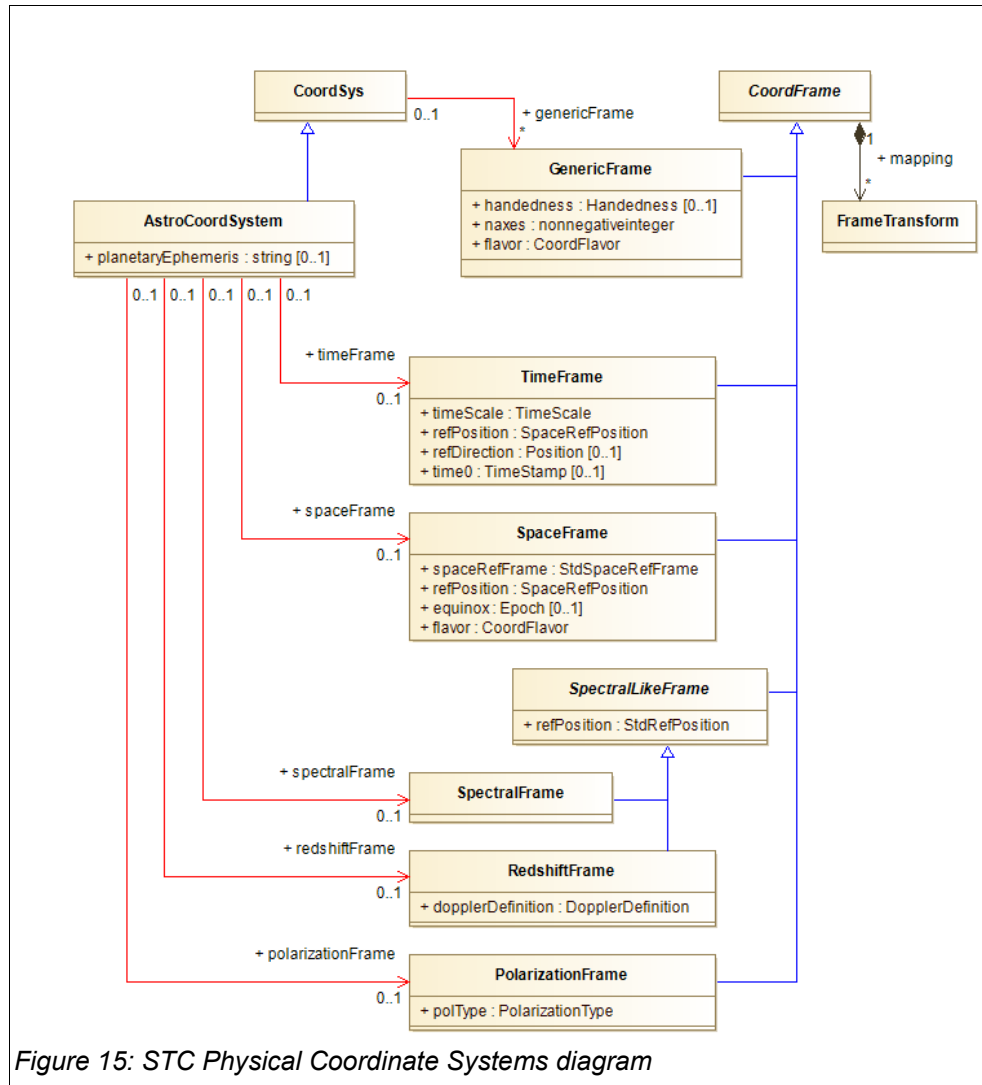 CoordSys
CoordFrame
0..1
+ genericFrame
*
1
+ mapping
*
GenericFrame
+ handedness : Handedness [0..1]
+ naxes : nonnegativeinteger
+ flavor : CoordFlavor
FrameTransform
AstroCoordSystem
+ planetaryEphemeris : string [0..1]
0..1 0..1 0..1 0..1 0..1
+ timeFrame
0..1
TimeFrame
+ timeScale : TimeScale
+ refPosition : SpaceRefPosition
+ refDirection : Position [0..1]
+ time0 : TimeStamp [0..1]
+ spaceFrame
0..1
SpaceFrame
+ spaceRefFrame : StdSpaceRefFrame
+ refPosition : SpaceRefPosition
+ equinox : Epoch [0..1]
+ flavor : CoordFlavor
SpectralLikeFrame
+ refPosition : StdRefPosition
+ spectralFrame
0..1
SpectralFrame
+ redshiftFrame
0..1
RedshiftFrame
+ dopplerDefinition : DopplerDefinition
+ polarizationFrame
0..1
PolarizationFrame
+ polType : PolarizationType
Figure 15: STC Physical Coordinate Systems diagram